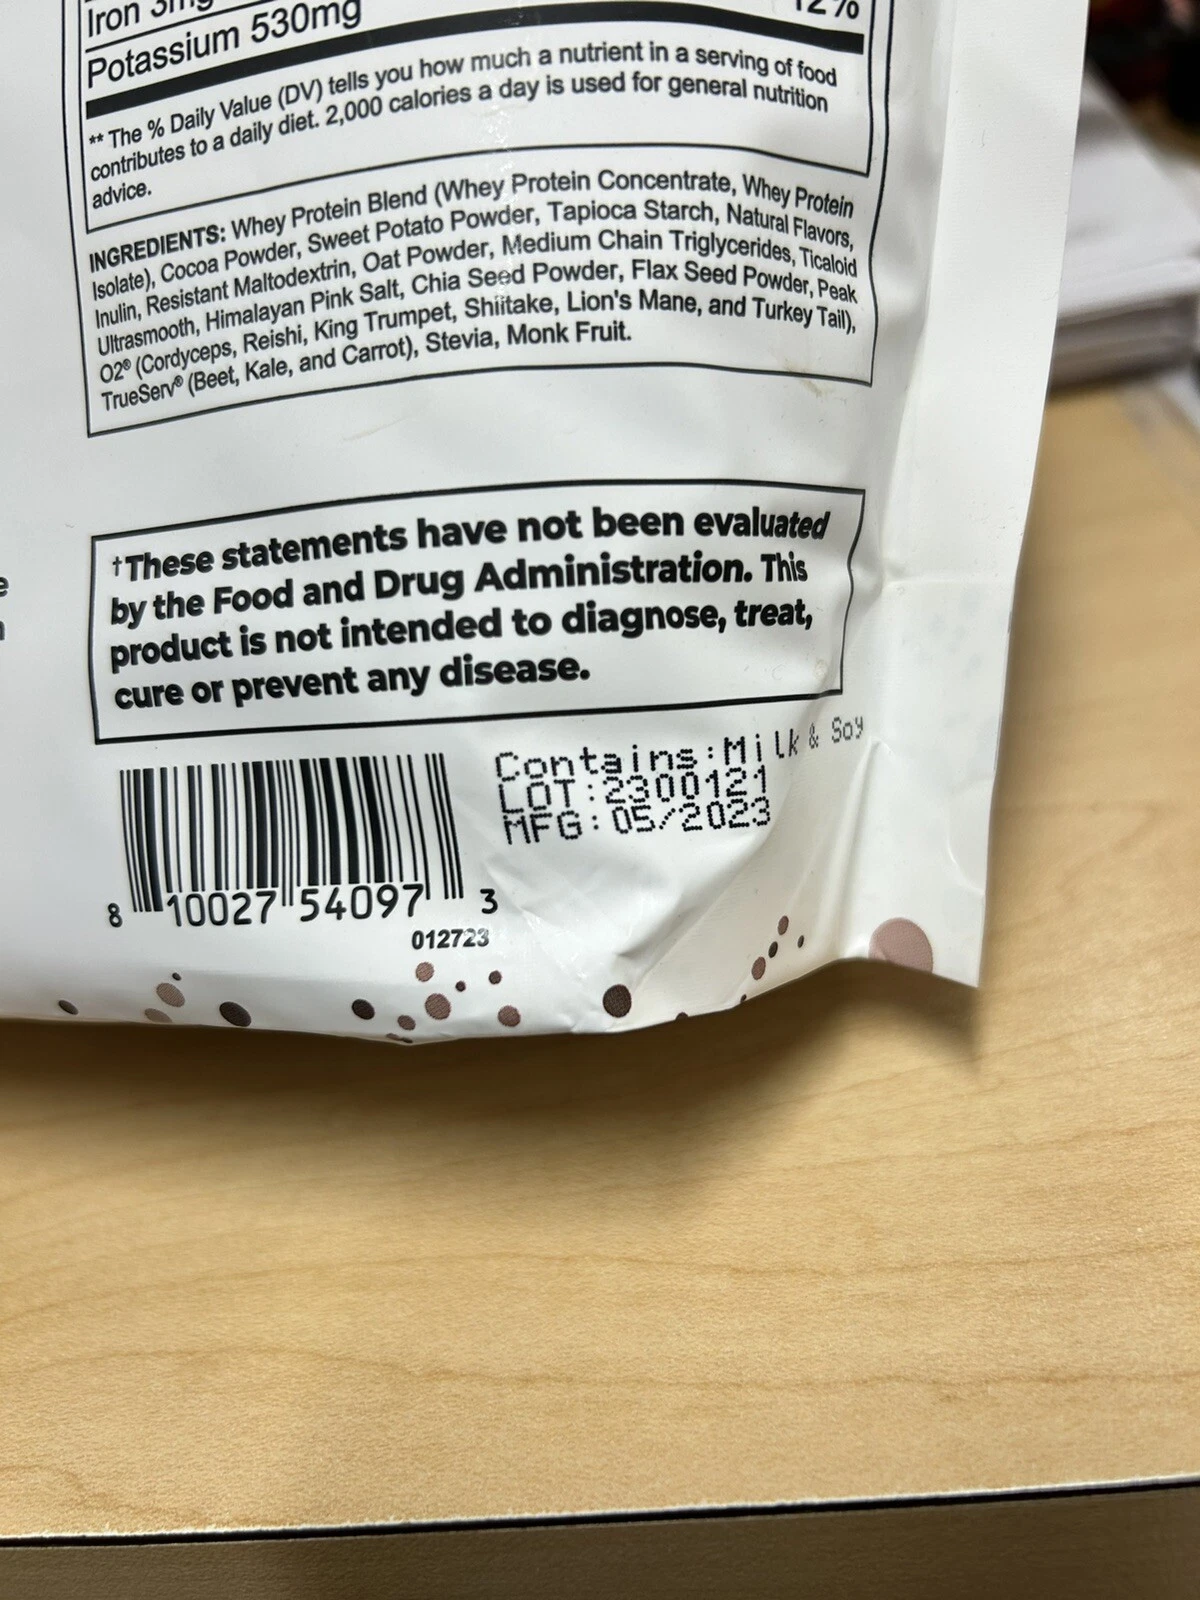 Iron 3mg
Potassium 530mg 12%
** The % Daily Value (DV) tells you how much a nutrient in a serving of food
contributes to a daily diet. 2,000 calories a day is used for general nutrition
advice.
INGREDIENTS: Whey Protein Blend (Whey Protein Concentrate, Whey Protein
Isolate), Cocoa Powder, Sweet Potato Powder, Tapioca Starch, Natural Flavors,
Inulin, Resistant Maltodextrin, Oat Powder, Medium Chain Triglycerides, Ticaloid
Ultrasmooth, Himalayan Pink Salt, Chia Seed Powder, Flax Seed Powder, Peak
O2® (Cordyceps, Reishi, King Trumpet, Shiitake, Lion's Mane, and Turkey Tail),
TrueServ® (Beet, Kale, and Carrot), Stevia, Monk Fruit.
†These statements have not been evaluated
by the Food and Drug Administration. This
product is not intended to diagnose, treat,
cure or prevent any disease.
Contains:Milk & Soy
LOT:2300121
MFG:05/2023
8 10027 54097 3
012723